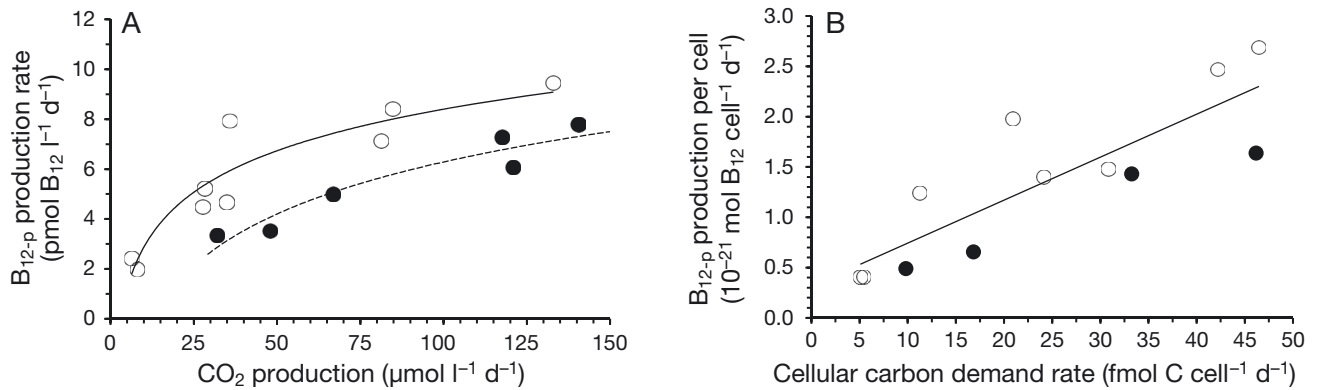 A
B₁₂₋ₚ production rate
(pmol B₁₂ l⁻¹ d⁻¹)
12
10
8
6
4
2
0
0 25 50 75 100 125 150
CO₂ production (µmol l⁻¹ d⁻¹)
B
B₁₂₋ₚ production per cell
(10⁻²¹ mol B₁₂ cell⁻¹ d⁻¹)
3.0
2.5
2.0
1.5
1.0
0.5
0.0
0 5 10 15 20 25 30 35 40 45 50
Cellular carbon demand rate (fmol C cell⁻¹ d⁻¹)